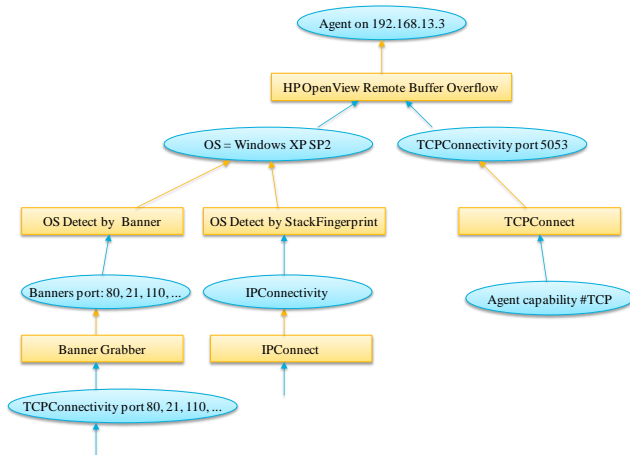 Agent on 192.168.13.3
HP OpenView Remote Buffer Overflow
OS = Windows XP SP2
TCPConnectivity port 5053
OS Detect by Banner
OS Detect by StackFingerprint
TCPConnect
Banners port: 80, 21, 110, ...
IPConnectivity
Agent capability #TCP
Banner Grabber
IPConnect
TCPConnectivity port 80, 21, 110, ...